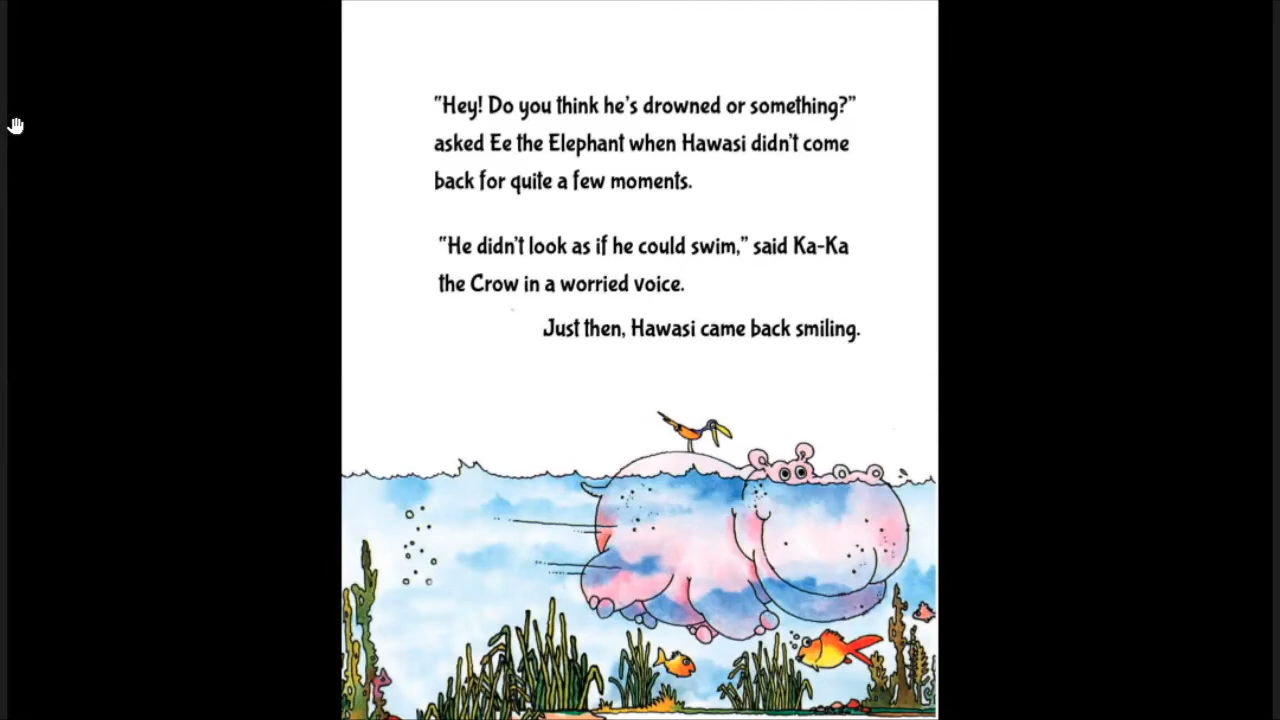 "Hey! Do you think he's drowned or something?"
asked Ee the Elephant when Hawasi didn't come
back for quite a few moments.
"He didn't look as if he could swim," said Ka-Ka
the Crow in a worried voice.
Just then, Hawasi came back smiling.